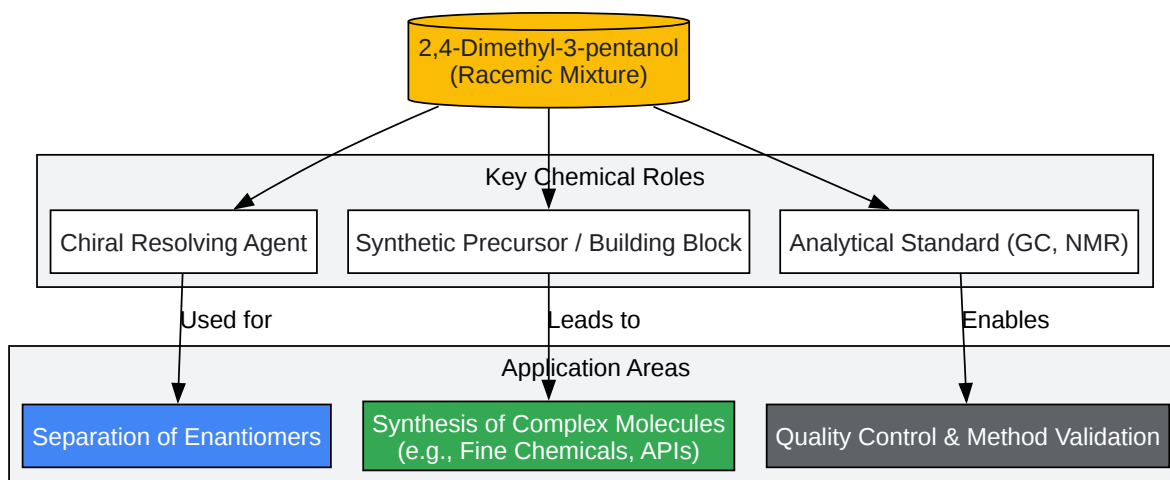 2,4-Dimethyl-3-pentanol
(Racemic Mixture)
Key Chemical Roles
Chiral Resolving Agent
Synthetic Precursor / Building Block
Analytical Standard (GC, NMR)
Used for
Leads to
Enables
Application Areas
Separation of Enantiomers
Synthesis of Complex Molecules
(e.g., Fine Chemicals, APIs)
Quality Control & Method Validation